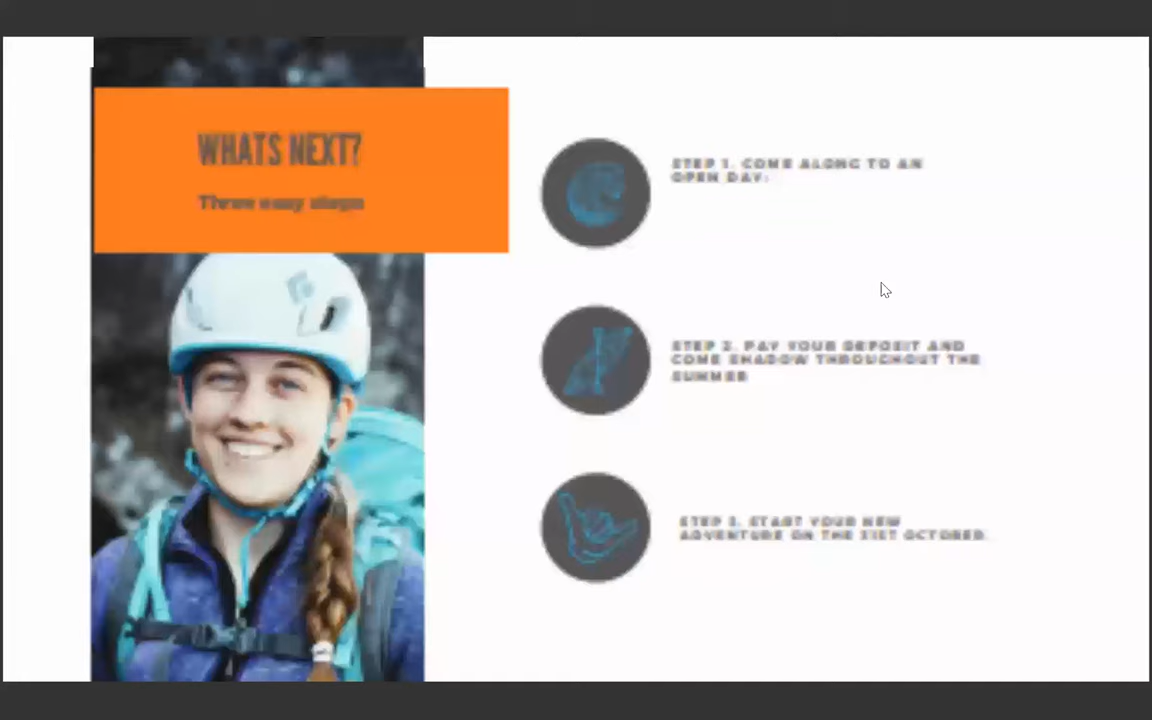 WHATS NEXT?
Three easy steps
STEP 1. COME ALONG TO AN
OPEN DAY:
STEP 2. PAY YOUR DEPOSIT AND
COME SHADOW THROUGHOUT THE
SUMMER
STEP 3. START YOUR NEW
ADVENTURE ON THE 31ST OCTOBER.